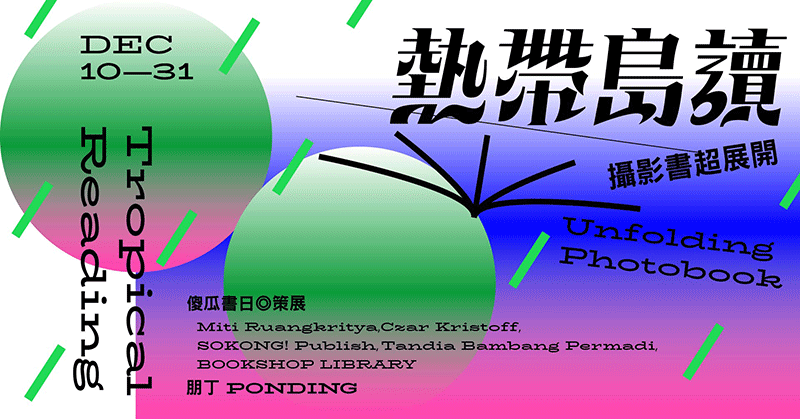 DEC
10—31
Tropical
Reading
熱帶島讀
攝影書超展開
Unfolding
Photobook
傻瓜書日◎策展
Miti Ruangkritya,Czar Kristoff,
SOKONG! Publish,Tandia Bambang Permadi,
BOOKSHOP LIBRARY
朋丁 PONDING